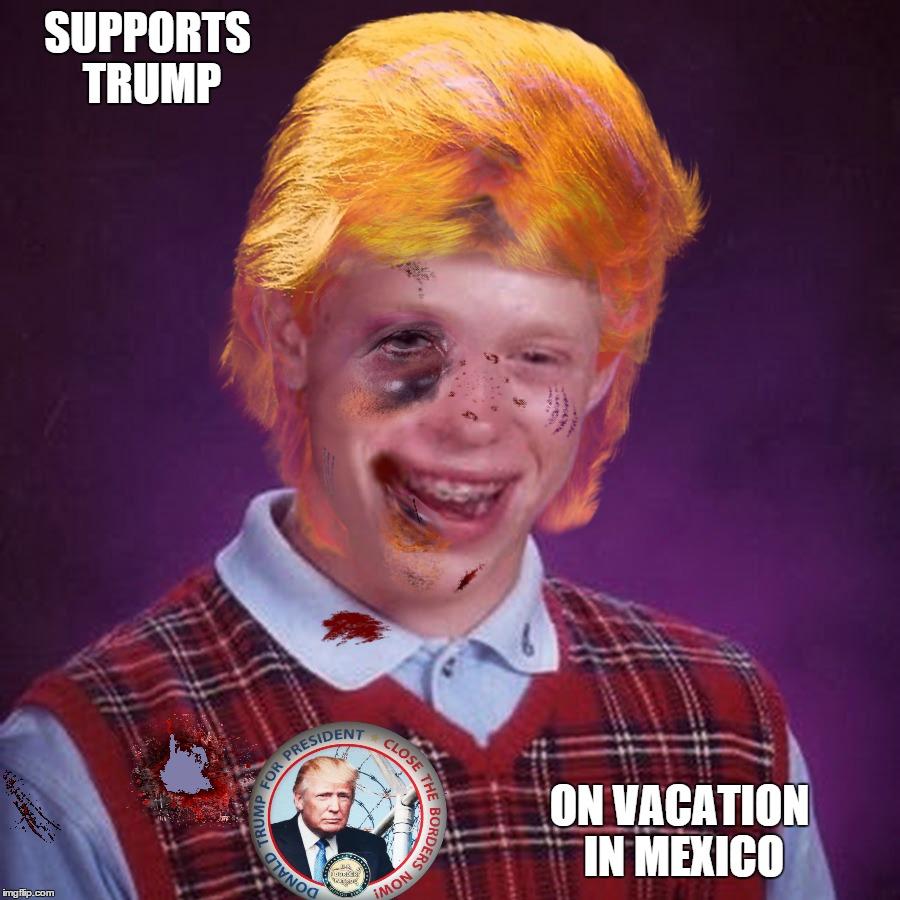 SUPPORTS
TRUMP
DONALD TRUMP FOR PRESIDENT ★ CLOSE THE BORDERS NOW!
ON VACATION
IN MEXICO
imgflip.com